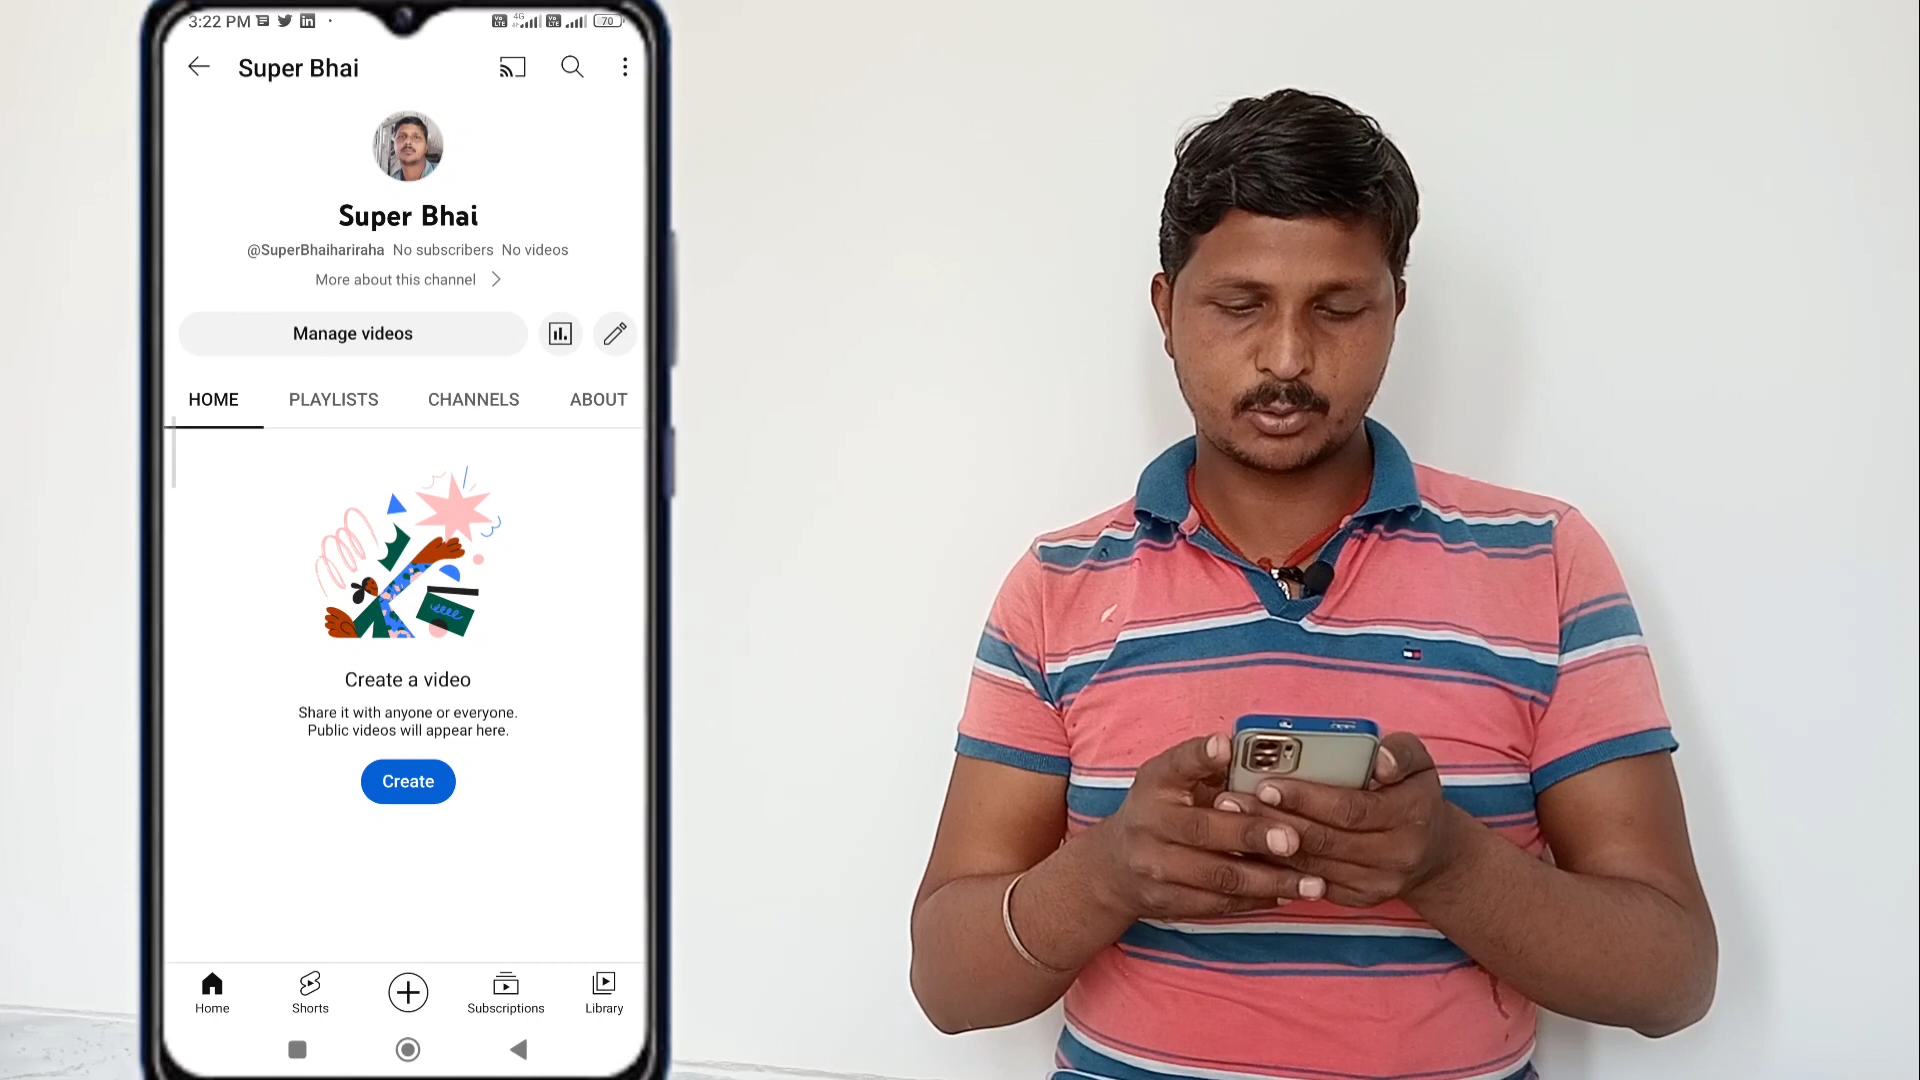 3:22 PM
4G
70
Super Bhai
Super Bhai
@SuperBhaihariraha No subscribers No videos
More about this channel
Manage videos
HOME PLAYLISTS CHANNELS ABOUT
Create a video
Share it with anyone or everyone.
Public videos will appear here.
Create
Home Shorts Subscriptions Library